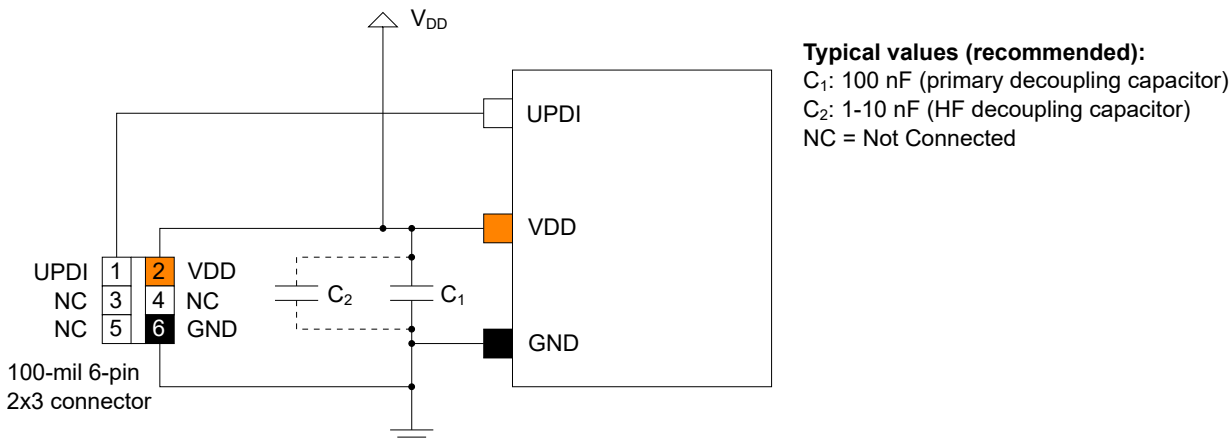 V_DD
Typical values (recommended):
C₁: 100 nF (primary decoupling capacitor)
C₂: 1-10 nF (HF decoupling capacitor)
NC = Not Connected
UPDI
VDD
UPDI 1 2 VDD
NC 3 4 NC
NC 5 6 GND
C₂
C₁
GND
100-mil 6-pin
2x3 connector